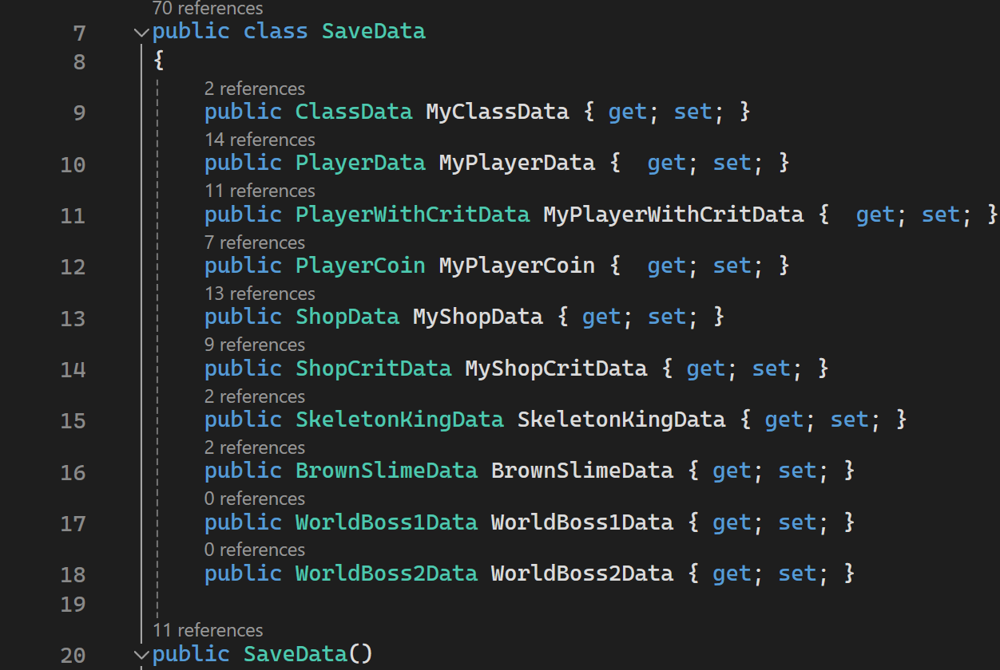 70 references
7 public class SaveData
8 {
2 references
9 public ClassData MyClassData { get; set; }
14 references
10 public PlayerData MyPlayerData {  get; set; }
11 references
11 public PlayerWithCritData MyPlayerWithCritData {  get; set; }
7 references
12 public PlayerCoin MyPlayerCoin {  get; set; }
13 references
13 public ShopData MyShopData { get; set; }
9 references
14 public ShopCritData MyShopCritData { get; set; }
2 references
15 public SkeletonKingData SkeletonKingData { get; set; }
2 references
16 public BrownSlimeData BrownSlimeData { get; set; }
0 references
17 public WorldBoss1Data WorldBoss1Data { get; set; }
0 references
18 public WorldBoss2Data WorldBoss2Data { get; set; }
19
11 references
20 public SaveData()